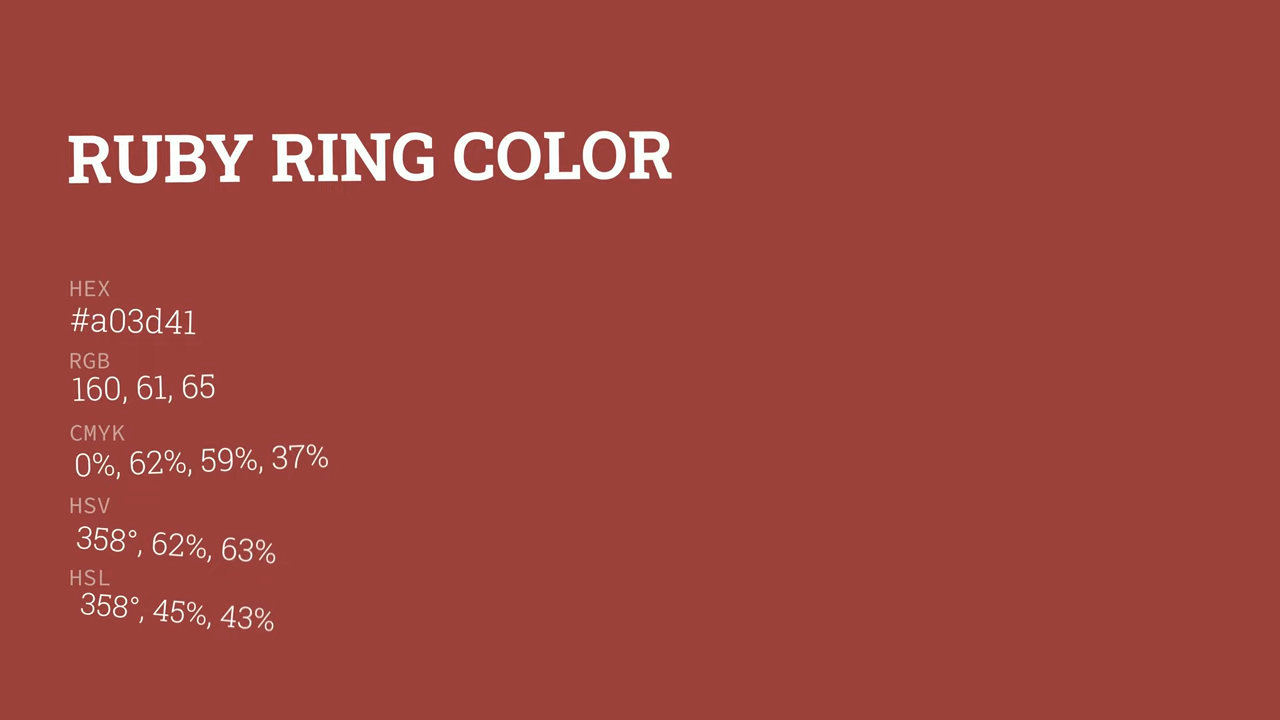 RUBY RING COLOR
HEX
#a03d41
RGB
160, 61, 65
CMYK
0%, 62%, 59%, 37%
HSV
358°, 62%, 63%
HSL
358°, 45%, 43%